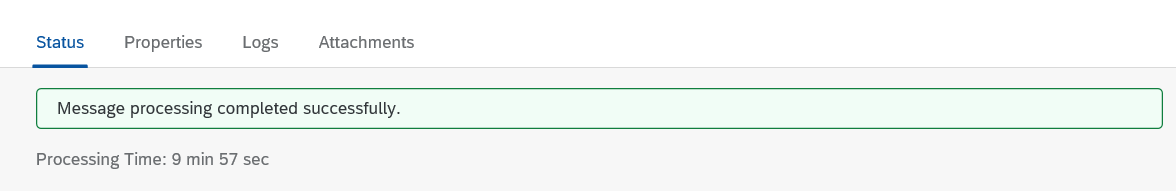 Status Properties Logs Attachments
Message processing completed successfully.
Processing Time: 9 min 57 sec